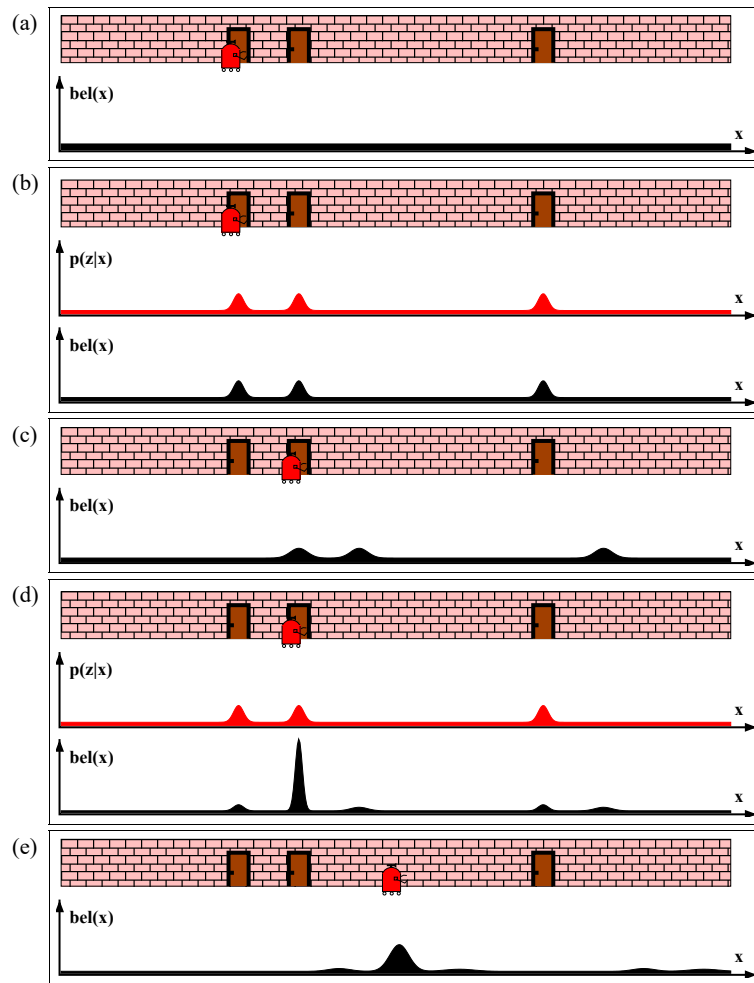 (a)
bel(x)
x
(b)
p(z|x)
x
bel(x)
x
(c)
bel(x)
x
(d)
p(z|x)
x
bel(x)
x
(e)
bel(x)
x